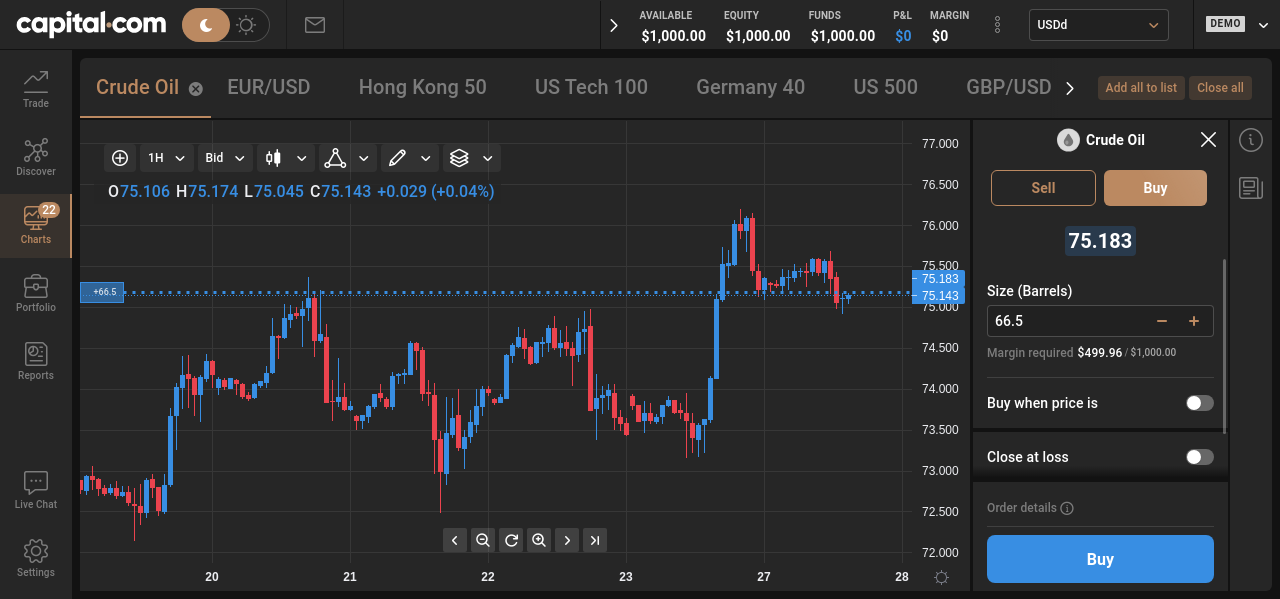 capital.com
AVAILABLE EQUITY FUNDS P&L MARGIN
$1,000.00 $1,000.00 $1,000.00 $0 $0
USDd
DEMO
Trade
Discover
22
Charts
Portfolio
Reports
Live Chat
Settings
Crude Oil EUR/USD Hong Kong 50 US Tech 100 Germany 40 US 500 GBP/USD
Add all to list Close all
1H Bid
O75.106 H75.174 L75.045 C75.143 +0.029 (+0.04%)
+66.5
77.000
76.500
76.000
75.500
75.183
75.143
75.000
74.500
74.000
73.500
73.000
72.500
72.000
20 21 22 23 27 28
Crude Oil
Sell Buy
75.183
Size (Barrels)
66.5
Margin required $499.96 / $1,000.00
Buy when price is
Close at loss
Order details
Buy